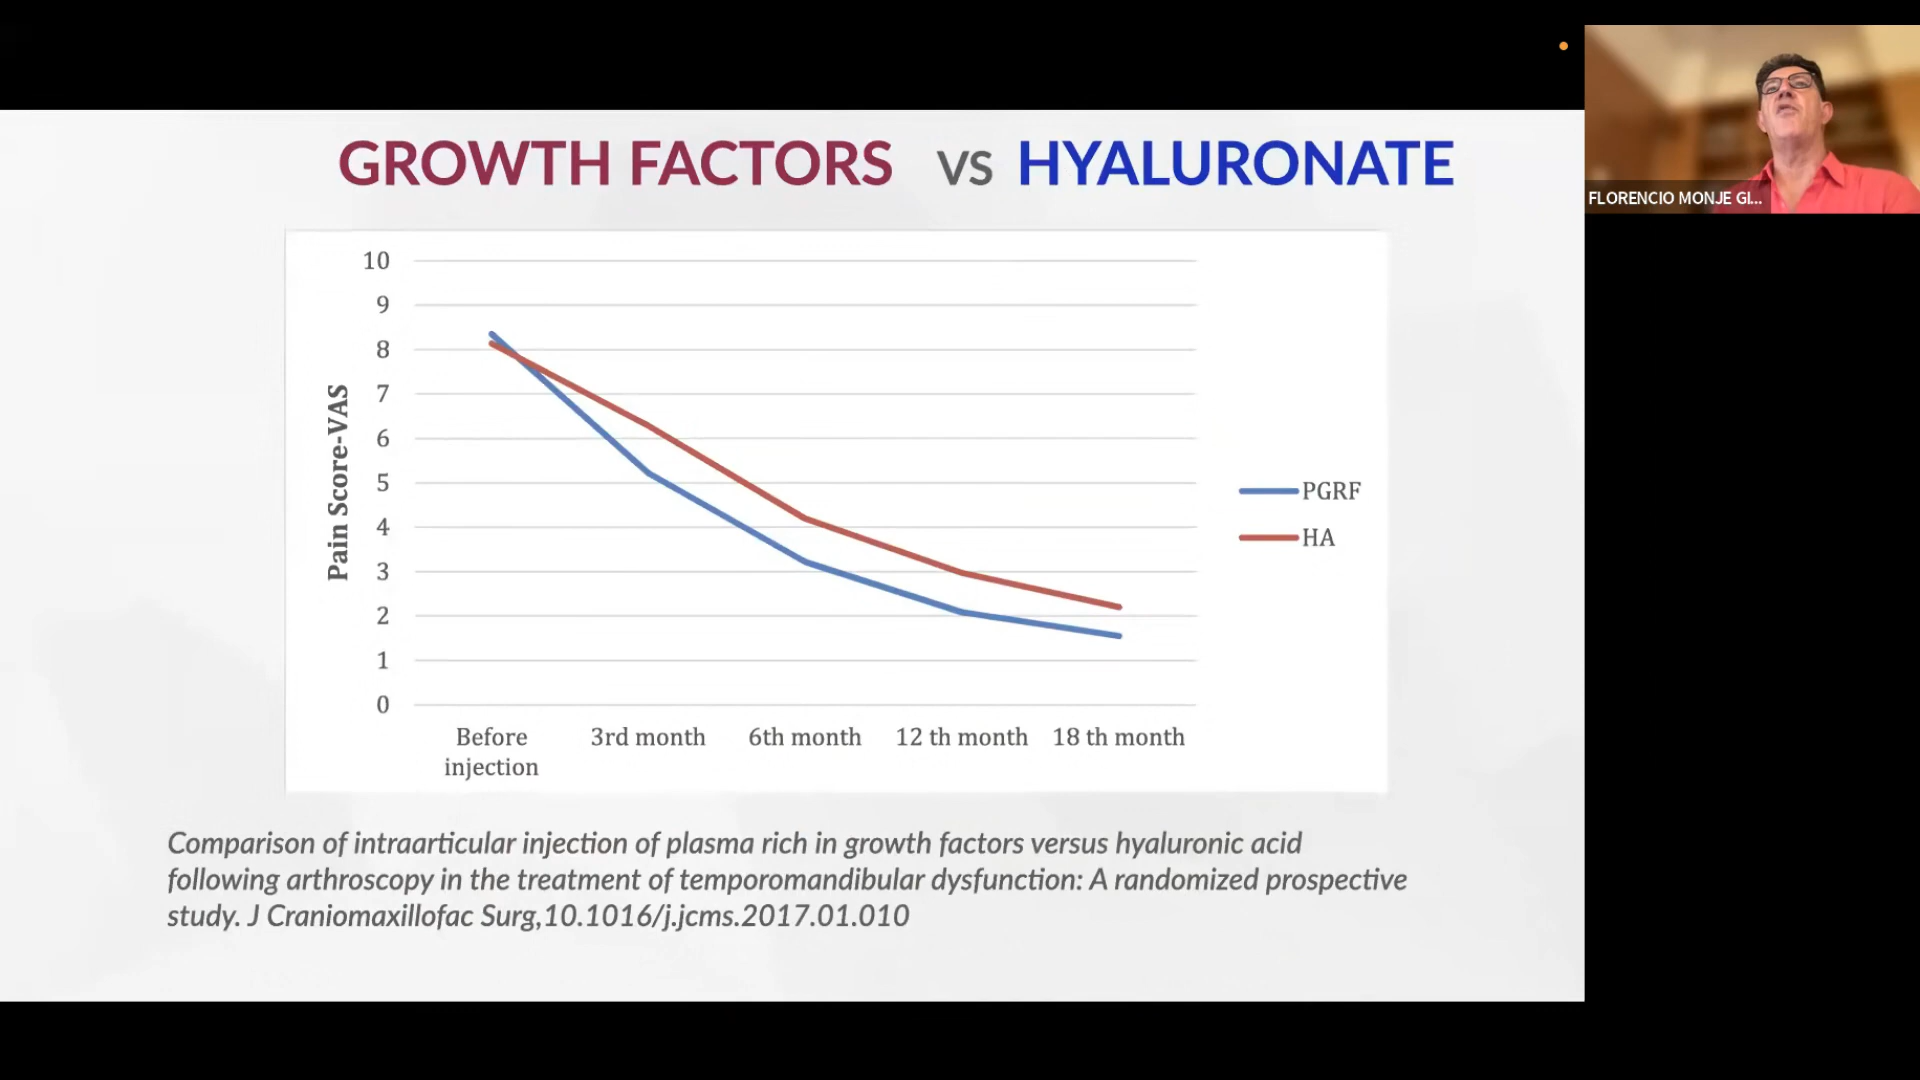 GROWTH FACTORS VS HYALURONATE
FLORENCIO MONJE GI...
10
9
8
7
6
5
4
3
2
1
0
Pain Score-VAS
PGRF
HA
Before injection
3rd month
6th month
12 th month
18 th month
Comparison of intraarticular injection of plasma rich in growth factors versus hyaluronic acid
following arthroscopy in the treatment of temporomandibular dysfunction: A randomized prospective
study. J Craniomaxillofac Surg,10.1016/j.jcms.2017.01.010